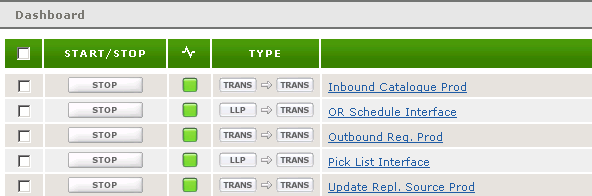 Dashboard
START/STOP TYPE
STOP TRANS TRANS Inbound Catalogue Prod
STOP LLP TRANS OR Schedule Interface
STOP TRANS TRANS Outbound Req. Prod
STOP LLP TRANS Pick List Interface
STOP TRANS TRANS Update Repl. Source Prod